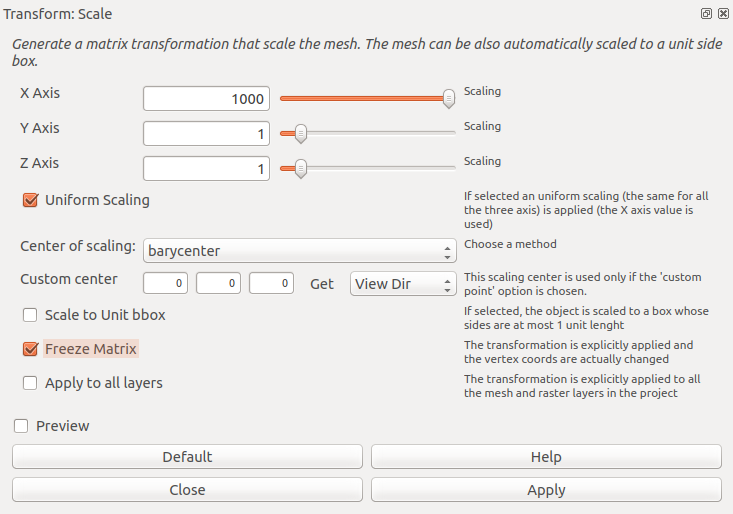 Transform: Scale
Generate a matrix transformation that scale the mesh. The mesh can be also automatically scaled to a unit side
box.
X Axis 1000 Scaling
Y Axis 1 Scaling
Z Axis 1 Scaling
Uniform Scaling
If selected an uniform scaling (the same for all
the three axis) is applied (the X axis value is
used)
Center of scaling: barycenter Choose a method
Custom center 0 0 0 Get View Dir
This scaling center is used only if the 'custom
point' option is chosen.
Scale to Unit bbox
If selected, the object is scaled to a box whose
sides are at most 1 unit lenght
Freeze Matrix
The transformation is explicitly applied and
the vertex coords are actually changed
Apply to all layers
The transformation is explicitly applied to all
the mesh and raster layers in the project
Preview
Default Help
Close Apply